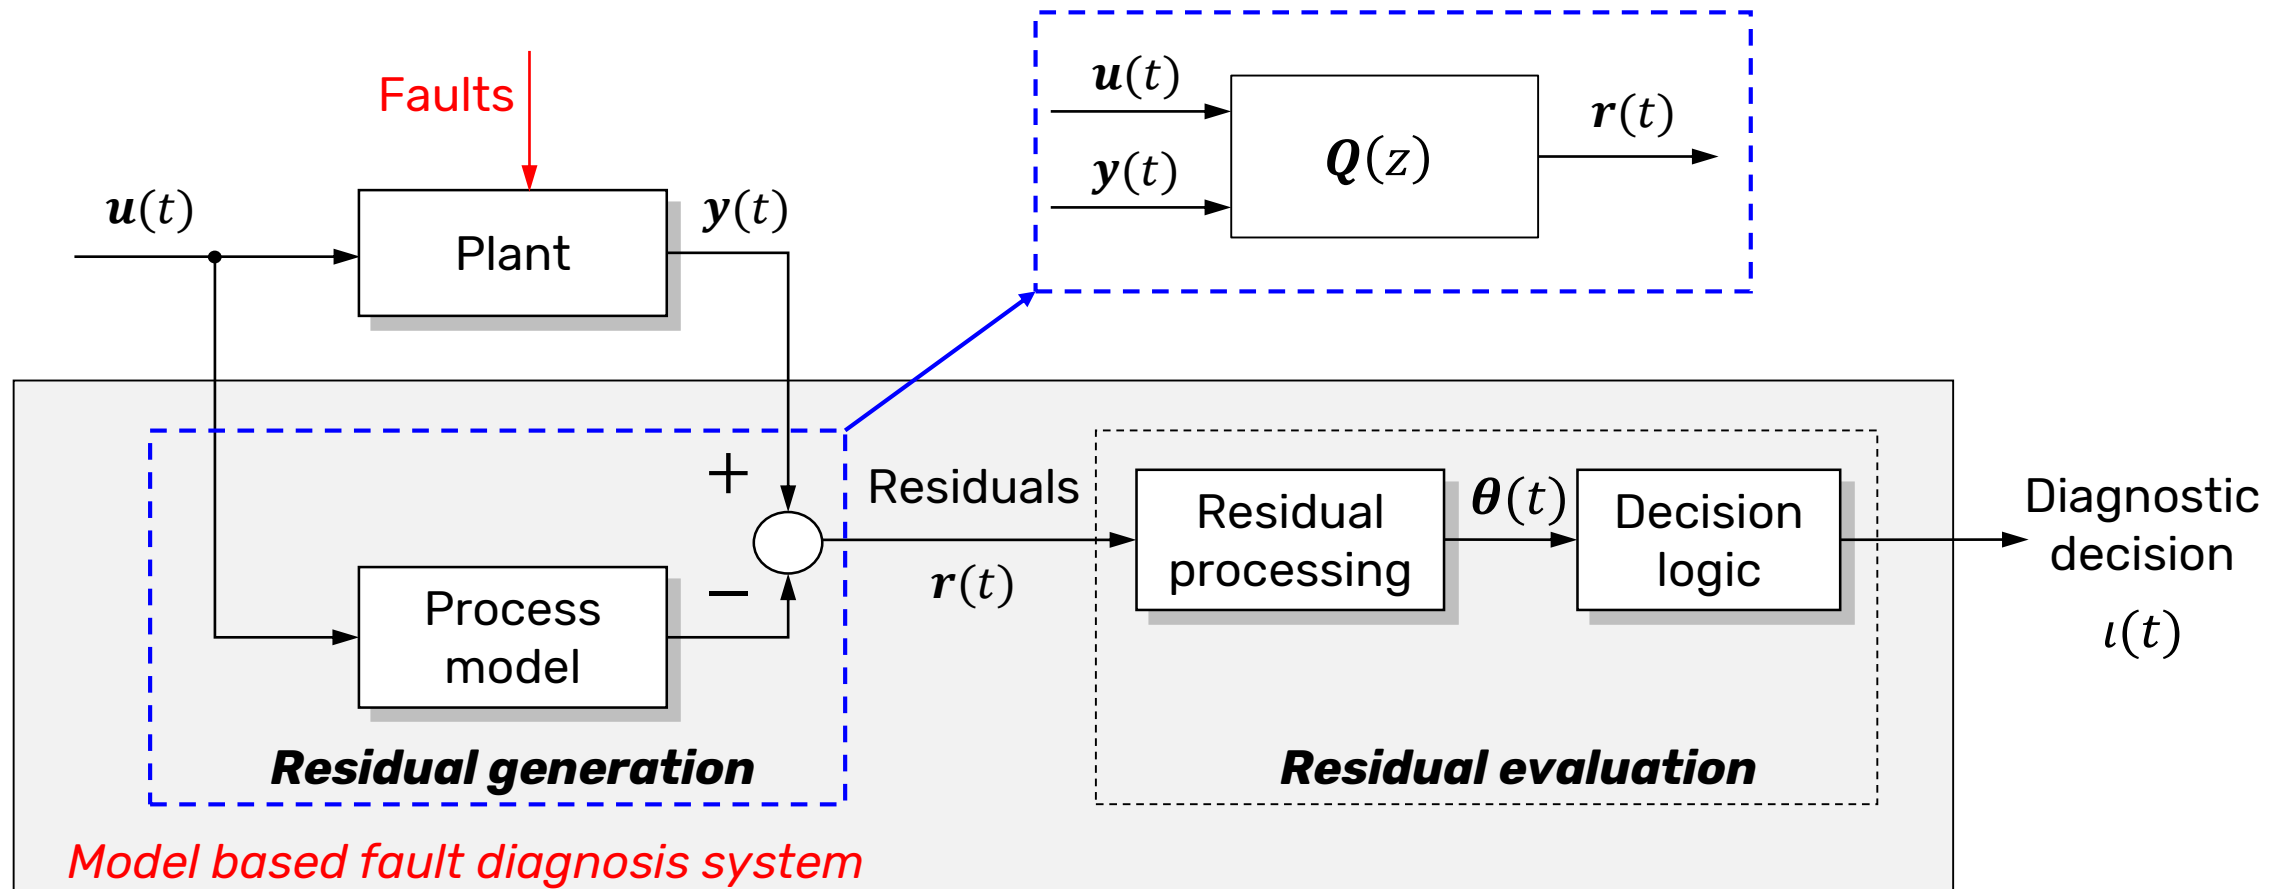 Faults
u(t)
Plant
y(t)
u(t)
y(t)
Q(z)
r(t)
+
−
Process
model
Residual generation
Residuals
r(t)
Residual
processing
θ(t)
Decision
logic
Residual evaluation
Diagnostic
decision
ι(t)
Model based fault diagnosis system